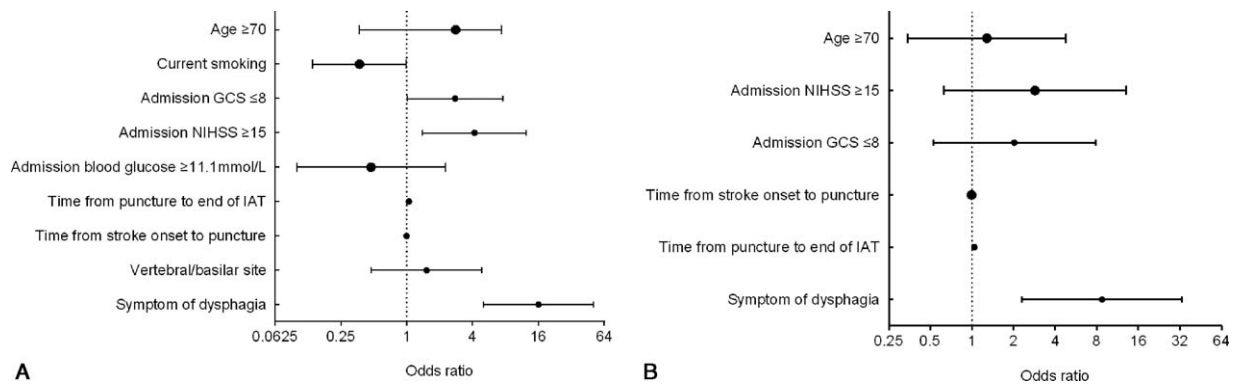 Age ≥70
Current smoking
Admission GCS ≤8
Admission NIHSS ≥15
Admission blood glucose ≥11.1mmol/L
Time from puncture to end of IAT
Time from stroke onset to puncture
Vertebral/basilar site
Symptom of dysphagia
0.0625 0.25 1 4 16 64
Odds ratio
A
Age ≥70
Admission NIHSS ≥15
Admission GCS ≤8
Time from stroke onset to puncture
Time from puncture to end of IAT
Symptom of dysphagia
0.25 0.5 1 2 4 8 16 32 64
Odds ratio
B